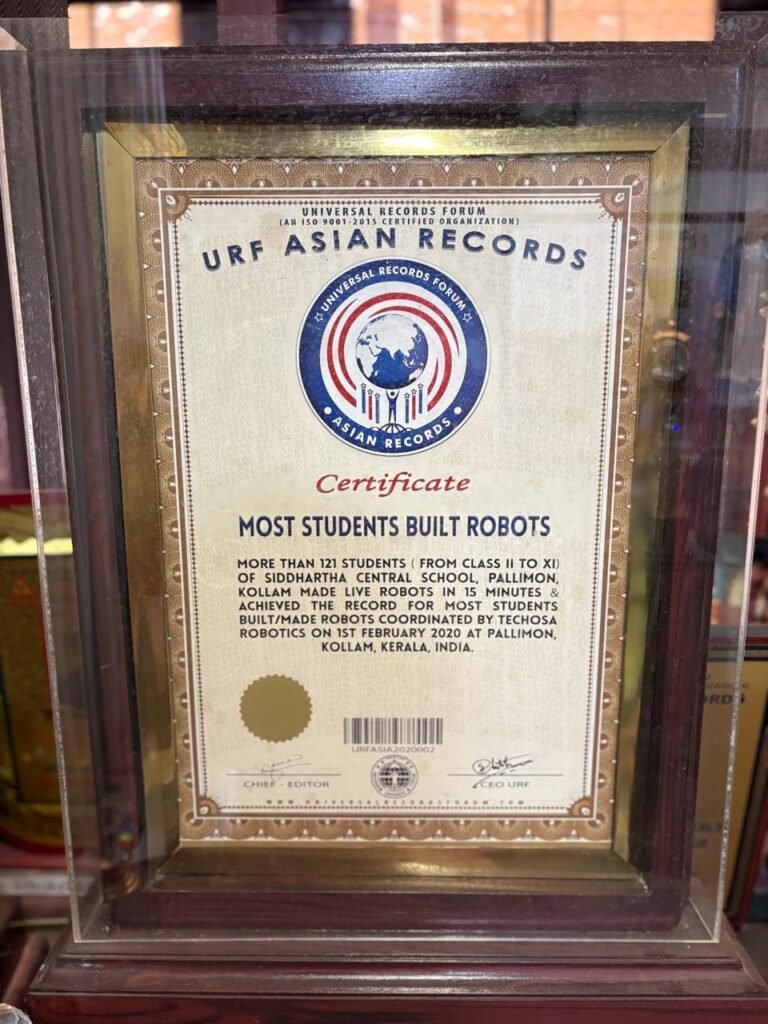 UNIVERSAL RECORDS FORUM
(AN ISO 9001-2015 CERTIFIED ORGANIZATION)
URF ASIAN RECORDS
UNIVERSAL RECORDS FORUM
ASIAN RECORDS
Certificate
MOST STUDENTS BUILT ROBOTS
MORE THAN 121 STUDENTS ( FROM CLASS II TO XI)
OF SIDDHARTHA CENTRAL SCHOOL, PALLIMON,
KOLLAM MADE LIVE ROBOTS IN 15 MINUTES &
ACHIEVED THE RECORD FOR MOST STUDENTS
BUILT/MADE ROBOTS COORDINATED BY TECHOSA
ROBOTICS ON 1ST FEBRUARY 2020 AT PALLIMON,
KOLLAM, KERALA, INDIA.
URFASIA2020002
CHIEF - EDITOR
CEO URF
WWW.UNIVERSALRECORDSFORUM.COM